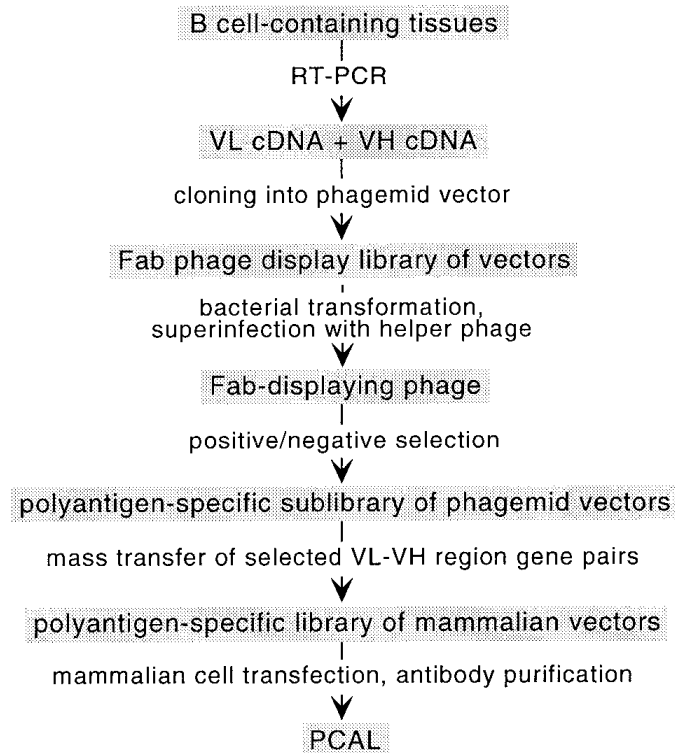 B cell-containing tissues
RT-PCR
VL cDNA + VH cDNA
cloning into phagemid vector
Fab phage display library of vectors
bacterial transformation,
superinfection with helper phage
Fab-displaying phage
positive/negative selection
polyantigen-specific sublibrary of phagemid vectors
mass transfer of selected VL-VH region gene pairs
polyantigen-specific library of mammalian vectors
mammalian cell transfection, antibody purification
PCAL